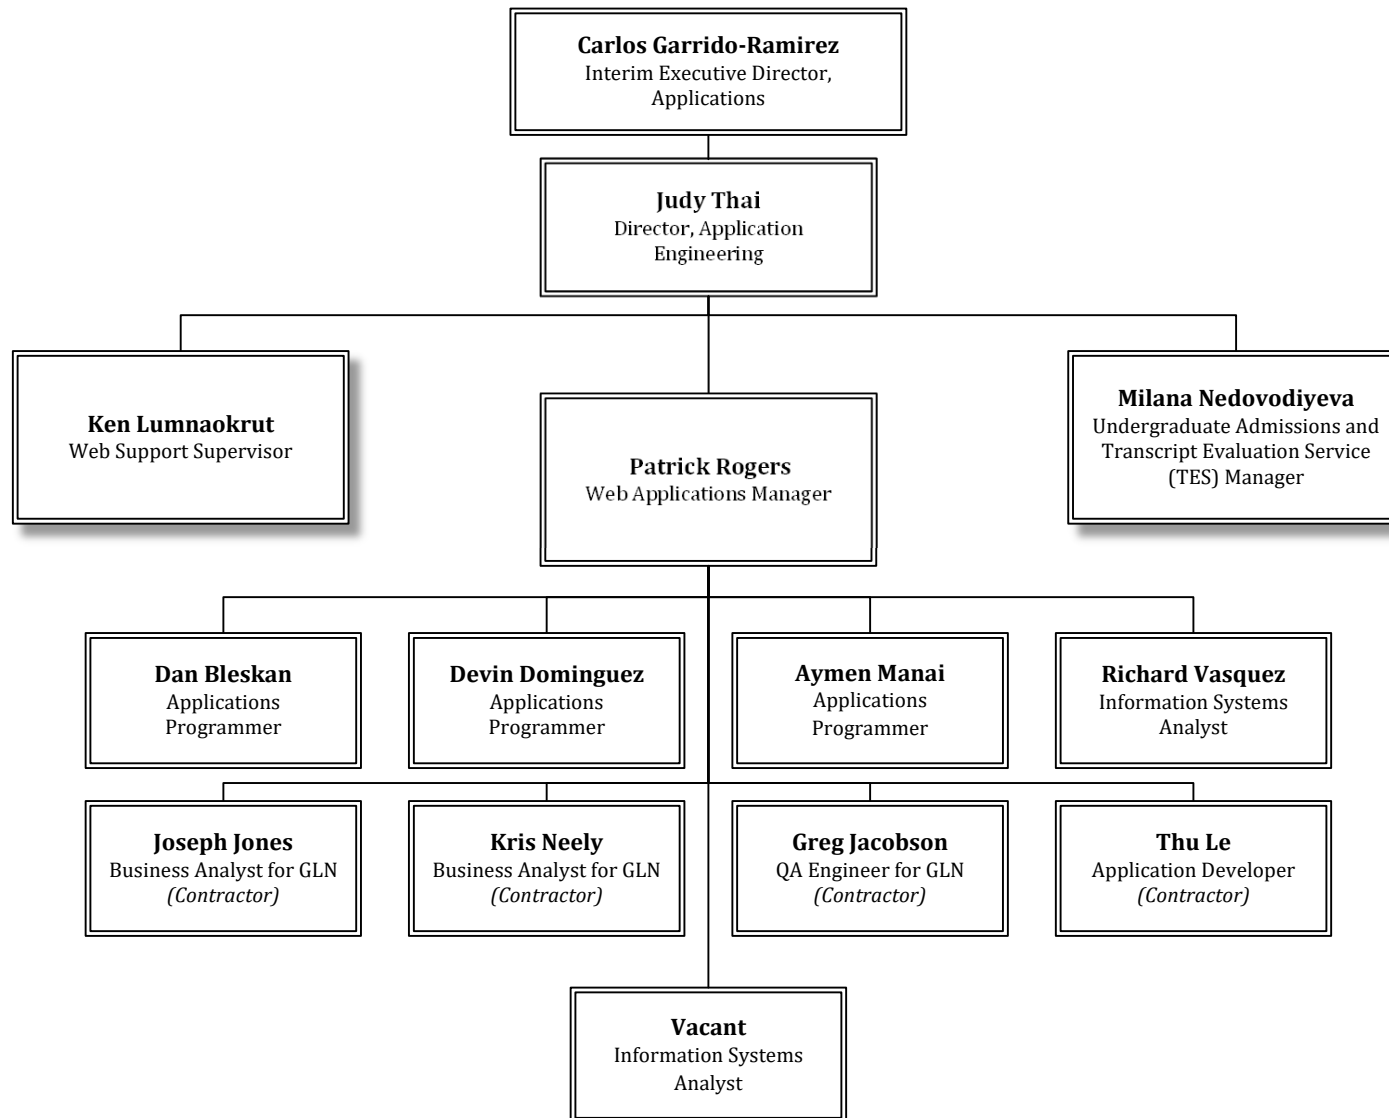 Carlos Garrido-Ramirez
Interim Executive Director,
Applications
Judy Thai
Director, Application
Engineering
Ken Lumnaokrut
Web Support Supervisor
Patrick Rogers
Web Applications Manager
Milana Nedovodiyeva
Undergraduate Admissions and
Transcript Evaluation Service
(TES) Manager
Dan Bleskan
Applications
Programmer
Devin Dominguez
Applications
Programmer
Aymen Manai
Applications
Programmer
Richard Vasquez
Information Systems
Analyst
Joseph Jones
Business Analyst for GLN
(Contractor)
Kris Neely
Business Analyst for GLN
(Contractor)
Greg Jacobson
QA Engineer for GLN
(Contractor)
Thu Le
Application Developer
(Contractor)
Vacant
Information Systems
Analyst